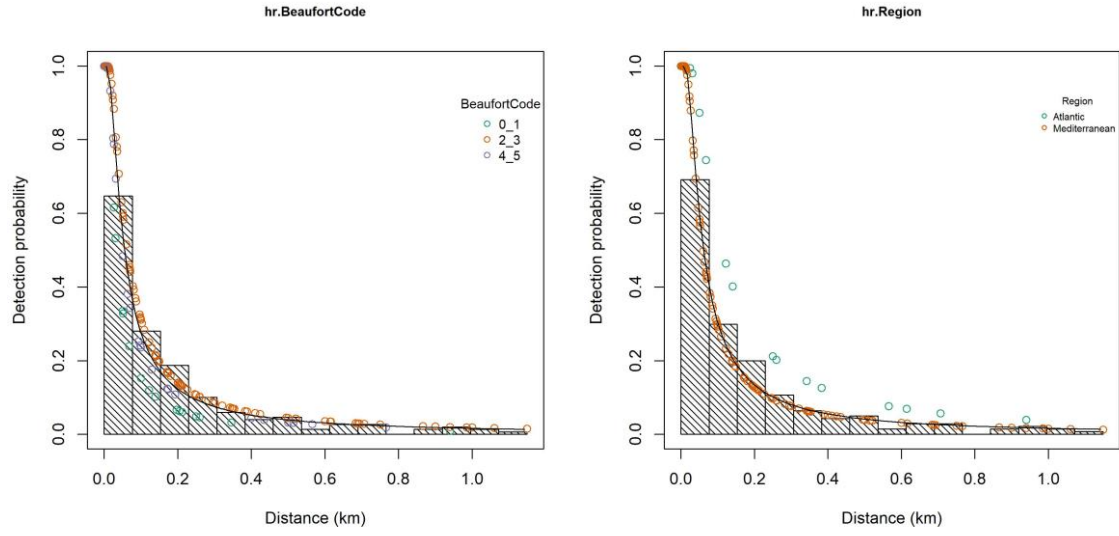 hr.BeaufortCode
Detection probability
1.0
0.8
0.6
0.4
0.2
0.0
BeaufortCode
0_1
2_3
4_5
0.0 0.2 0.4 0.6 0.8 1.0
Distance (km)
hr.Region
Detection probability
1.0
0.8
0.6
0.4
0.2
0.0
Region
Atlantic
Mediterranean
0.0 0.2 0.4 0.6 0.8 1.0
Distance (km)